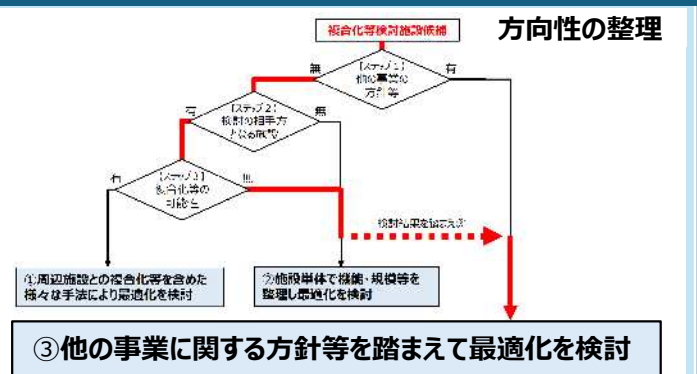 方向性の整理
複合化等検討施設候補
無
有
【ステップ1】
他の事業の
方針等
有
無
【ステップ2】
検討の相手方
となる施設
有
無
【ステップ3】
複合化等の
可能性
検討結果を踏まえ
①周辺施設との複合化等を含めた
様々な手法により最適化を検討
②施設単体で機能・規模等を
整理し最適化を検討
③他の事業に関する方針等を踏まえて最適化を検討